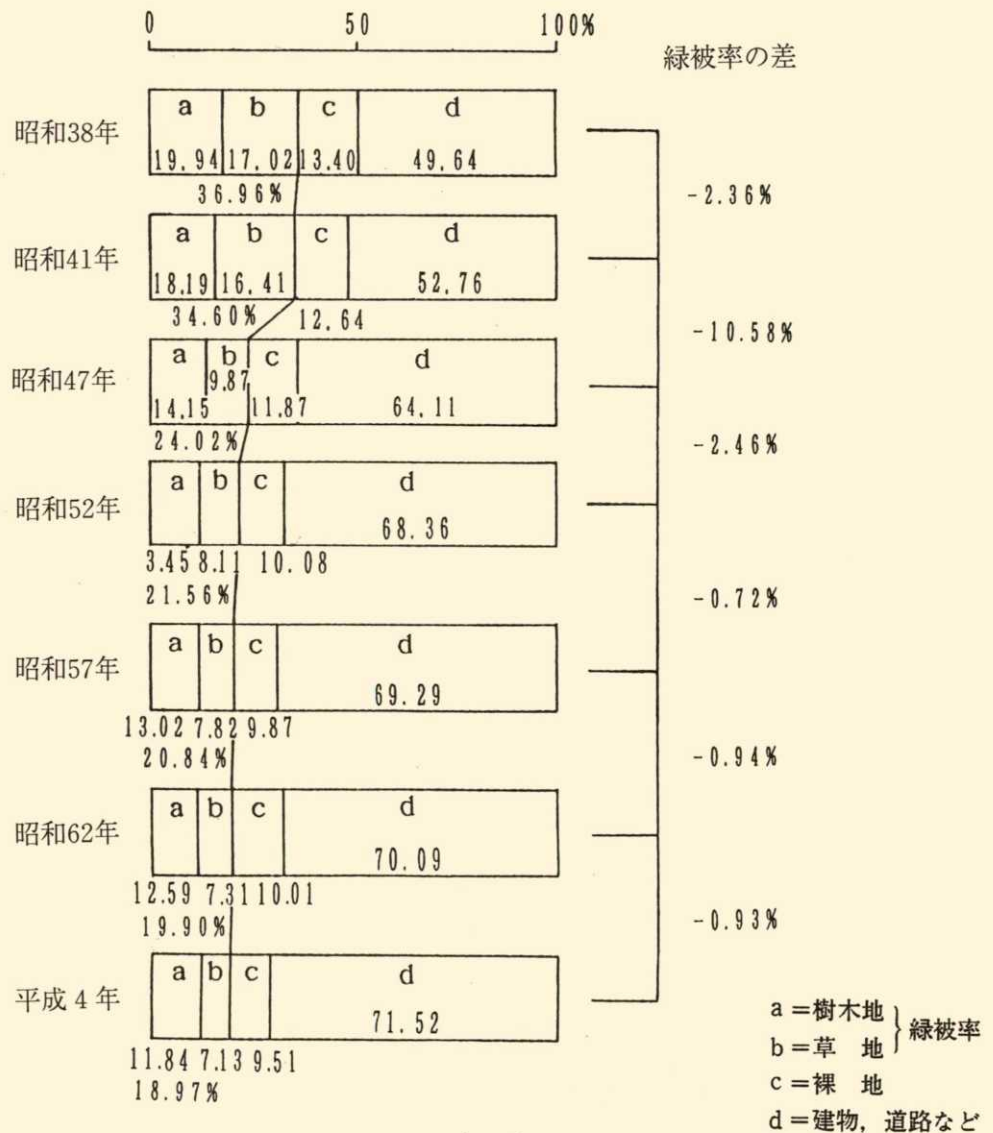 0 50 100%
緑被率の差
昭和38年
a b c d
19.94 17.02 13.40 49.64
36.96%
-2.36%
昭和41年
a b c d
18.19 16.41 52.76
34.60% 12.64
-10.58%
昭和47年
a b c d
9.87
14.15 11.87 64.11
24.02%
-2.46%
昭和52年
a b c d
68.36
3.45 8.11 10.08
21.56%
-0.72%
昭和57年
a b c d
69.29
13.02 7.82 9.87
20.84%
-0.94%
昭和62年
a b c d
70.09
12.59 7.31 10.01
19.90%
-0.93%
平成4年
a b c d
71.52
11.84 7.13 9.51
18.97%
a=樹木地
b=草 地
緑被率
c=裸 地
d=建物，道路など